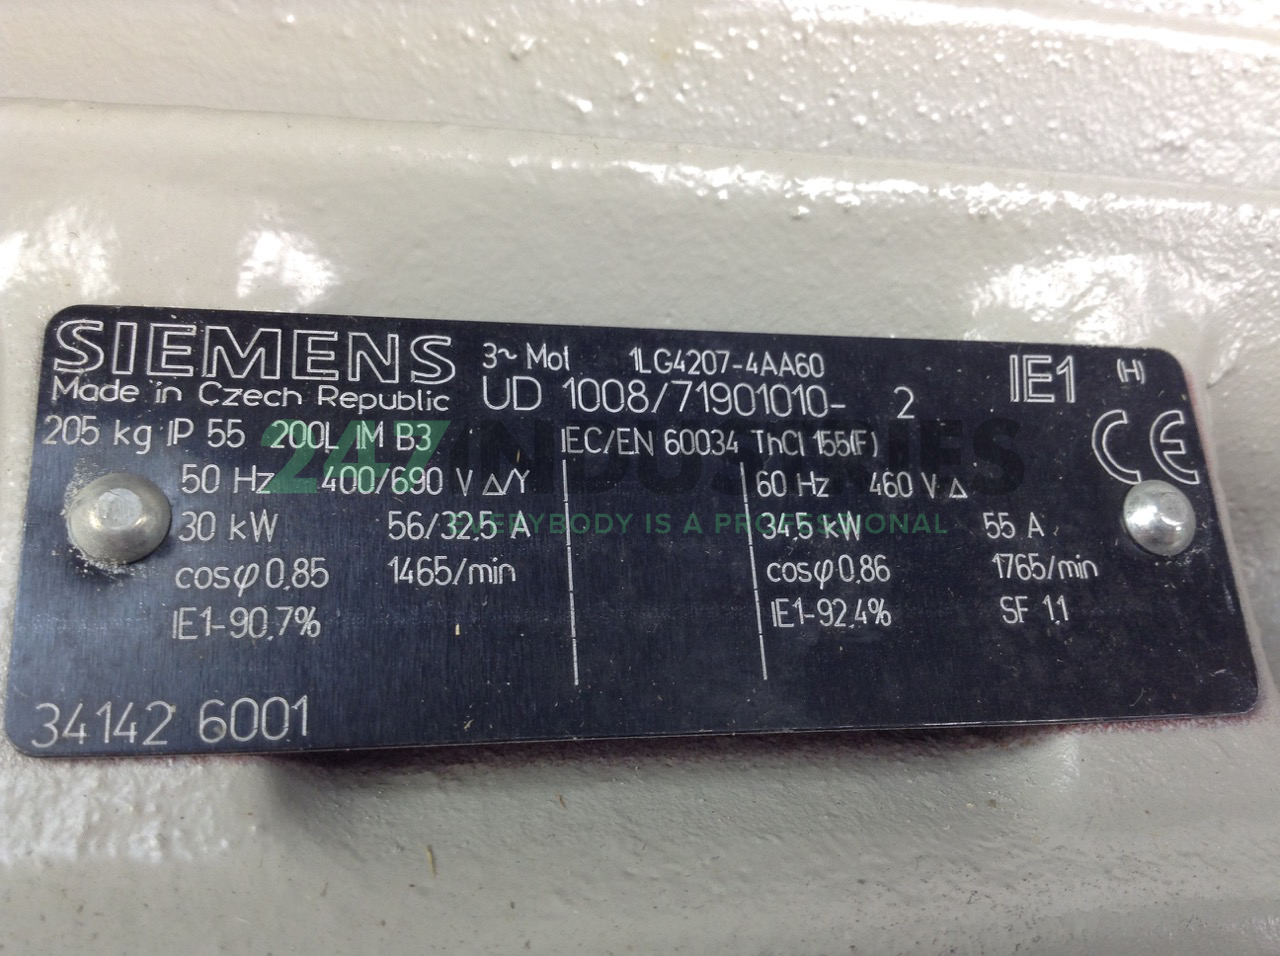 SIEMENS 3~ Mot 1LG4207-4AA60 IE1 (H)
Made in Czech Republic UD 1008/71901010- 2
205 kg IP 55 200L IM B3 IEC/EN 60034 ThCl 155(F) CE
50 Hz 400/690 V Δ/Y 60 Hz 460 V Δ
30 kW 56/32,5 A 34,5 kW 55 A
cosφ 0,85 1465/min cosφ 0,86 1765/min
IE1-90,7% IE1-92,4% SF 1,1
34142 6001
247 INDUSTRIES
EVERYBODY IS A PROFESSIONAL